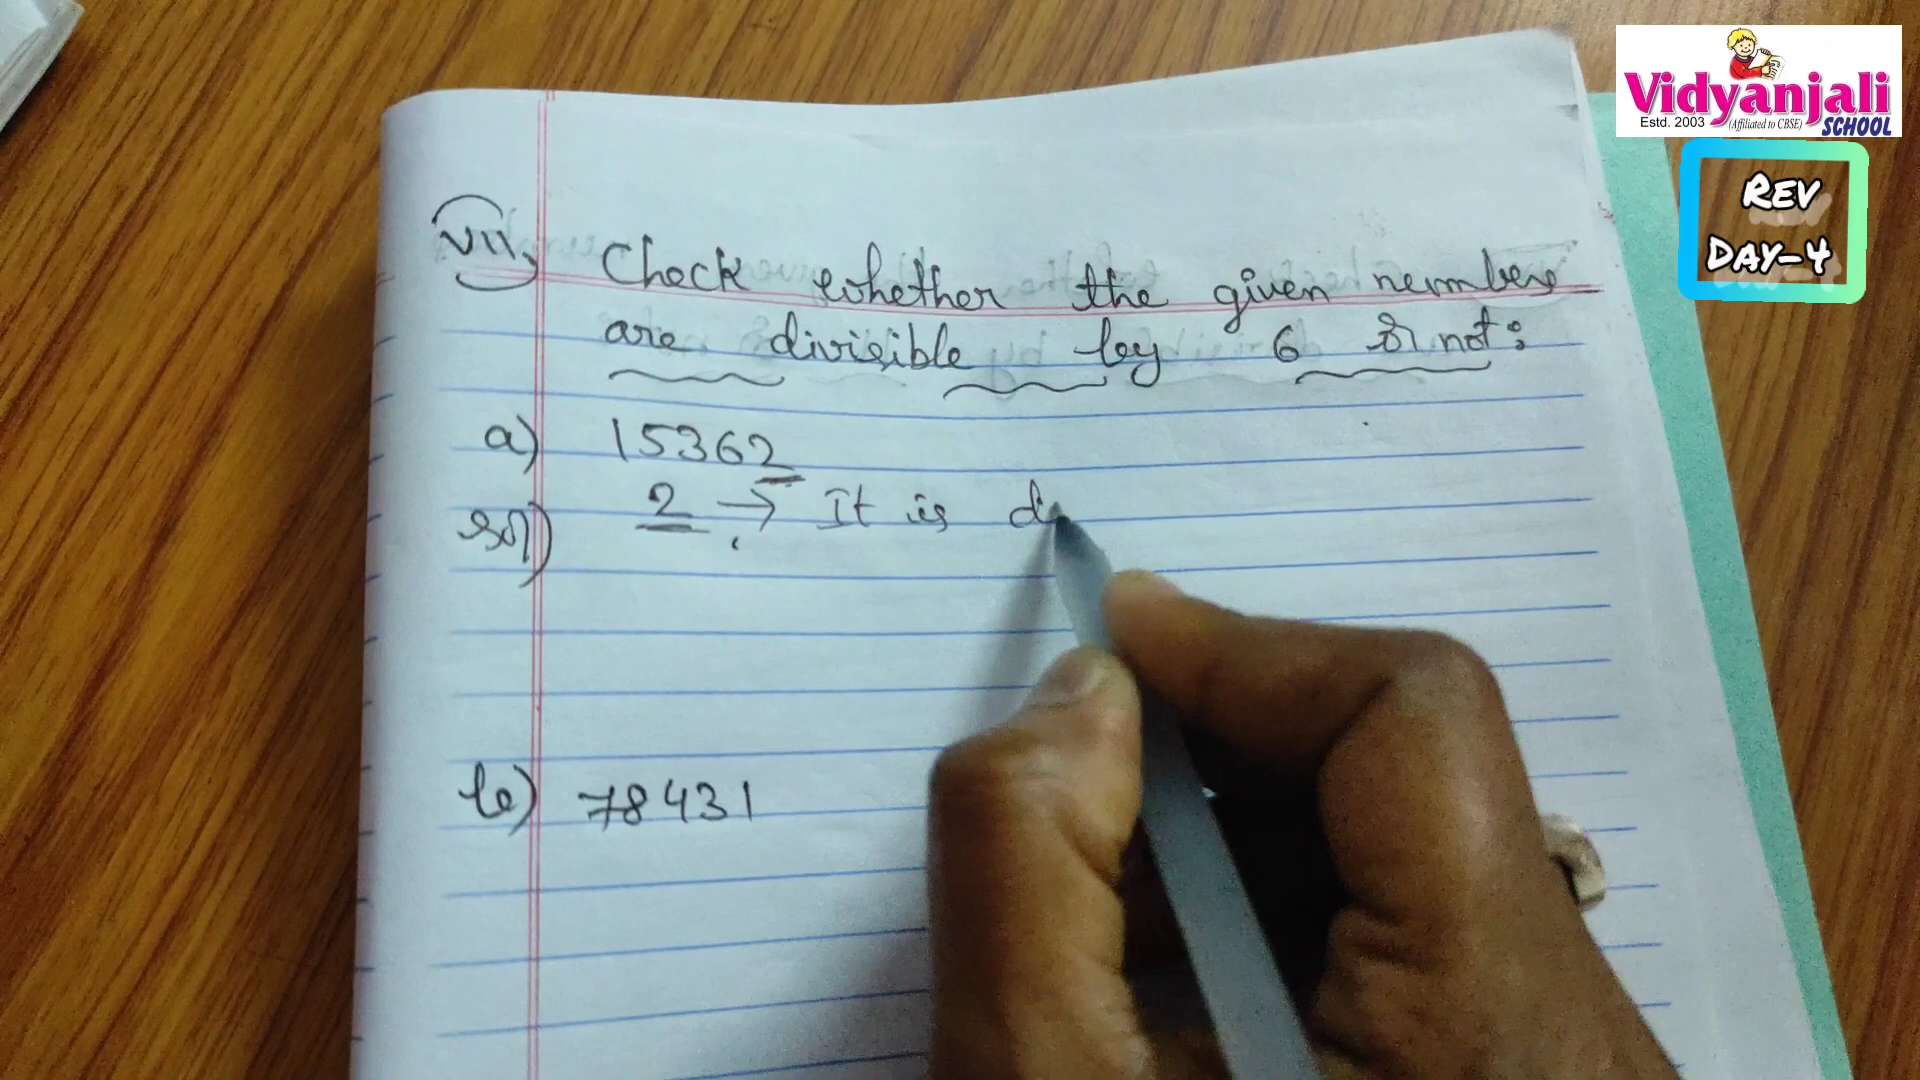 Vidyanjali
Estd. 2003 (Affiliated to CBSE) SCHOOL
REV
DAY-4
vii, Check whether the given numbers
are divisible by 6 or not:
a) 15362
sol) 2 → It is di
b) 78431